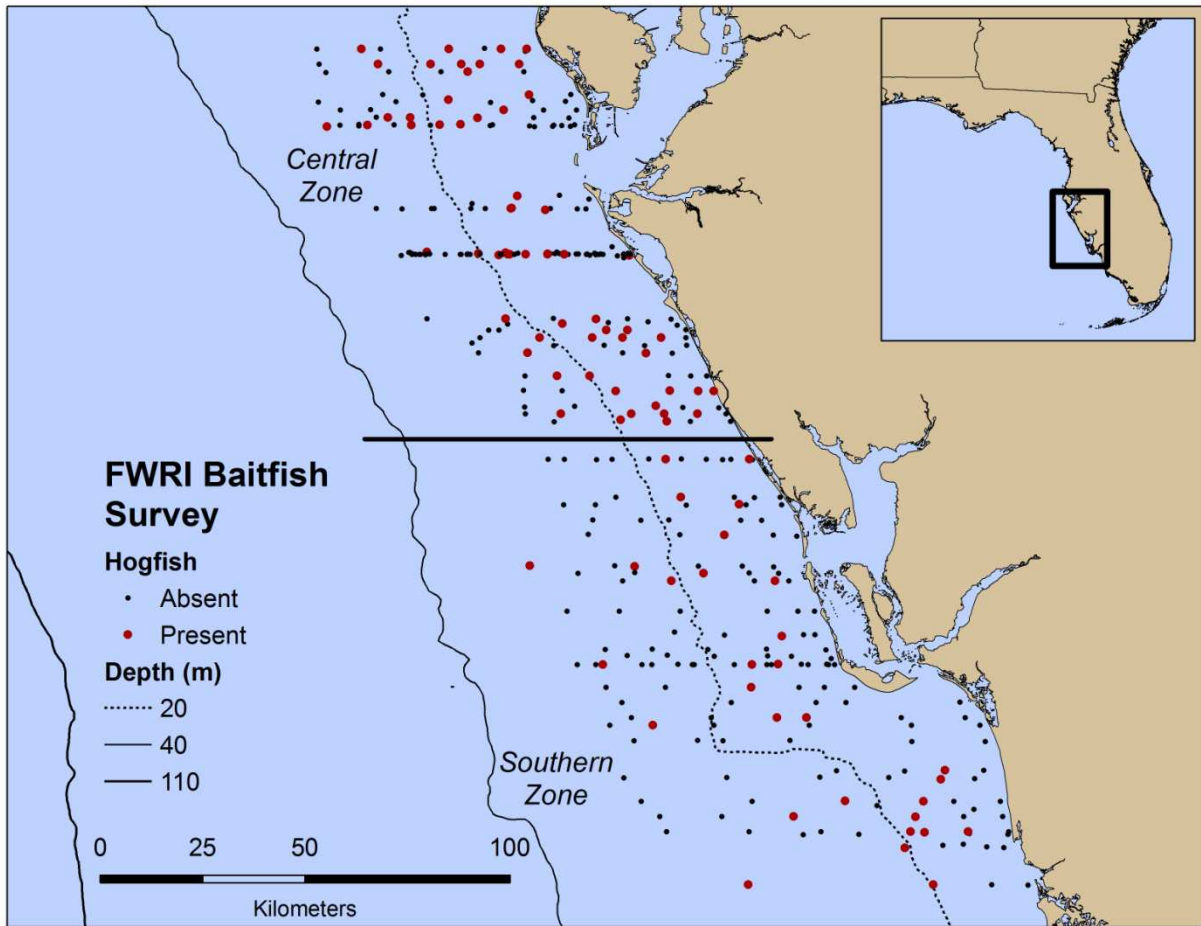 Central
Zone
FWRI Baitfish
Survey
Hogfish
Absent
Present
Depth (m)
20
40
110
Southern
Zone
0 25 50 100
Kilometers